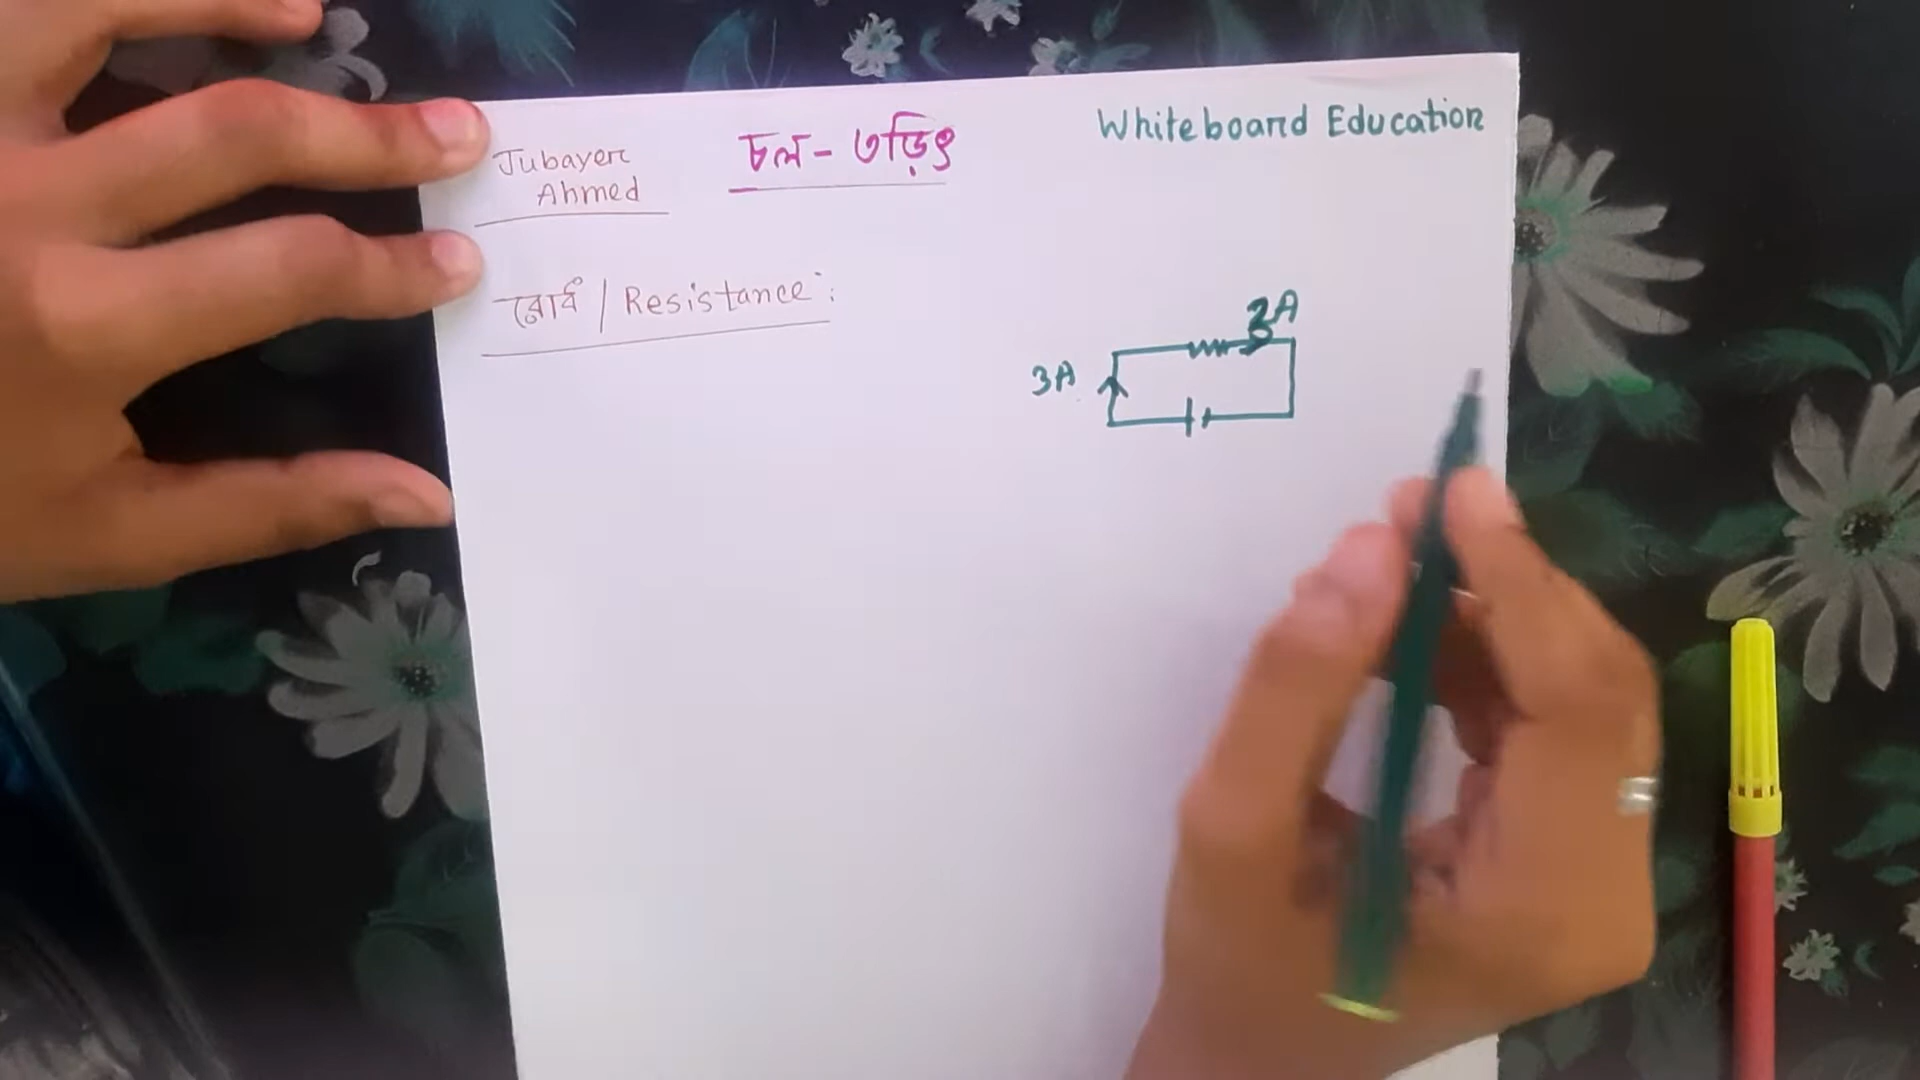 Whiteboard Education
Jubayer
Ahmed
চল-তড়িৎ
রোধ / Resistance :
3A
3A